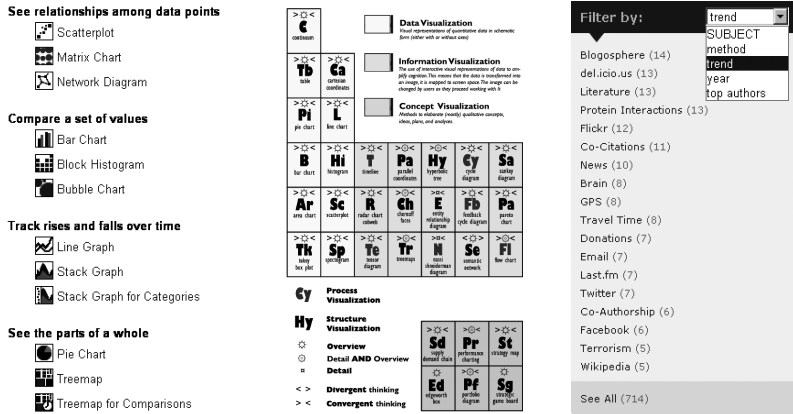 See relationships among data points
Scatterplot
Matrix Chart
Network Diagram
Compare a set of values
Bar Chart
Block Histogram
Bubble Chart
Track rises and falls over time
Line Graph
Stack Graph
Stack Graph for Categories
See the parts of a whole
Pie Chart
Treemap
Treemap for Comparisons
>☼<
C
continuum
Data Visualization
Visual representations of quantitative data in schematic
form (either with or without axes)
>☼< >☼<
Tb Ca
table cartesian
coordinates
Information Visualization
The use of interactive visual representations of data to am-
plify cognition. This means that the data is transformed into
an image, it is mapped to screen space. The image can be
changed by users as they proceed working with it
>☼< >☼<
Pi L
pie chart line chart
Concept Visualization
Methods to elaborate (mostly) qualitative concepts,
ideas, plans, and analyses.
B Hi T Pa Hy Cy Sa
bar chart histogram timeline parallel hyperbolic cycle sankey
coordinates tree diagram diagram
Ar Sc R Ch E Fb Pa
area chart scatterplot radar chart chernoff entity feedback pareto
cobweb faces relationship cycle diagram chart
diagram
Tk Sp Te Tr N Se Fl
tukey spectrogram tensor treemaps nassi semantic flow chart
box plot diagram shneiderman network
diagram
Cy Process
Visualization
Hy Structure
Visualization
☼ Overview
Detail AND Overview
¤ Detail
< > Divergent thinking
> < Convergent thinking
Sd Pr St
supply performance strategy map
demand chain charting
Ed Pf Sg
edgeworth portfolio strategic
box diagram game board
Filter by: trend
SUBJECT
method
trend
year
top authors
Blogosphere (14)
del.icio.us (13)
Literature (13)
Protein Interactions (13)
Flickr (12)
Co-Citations (11)
News (10)
Brain (8)
GPS (8)
Travel Time (8)
Donations (7)
Email (7)
Last.fm (7)
Twitter (7)
Co-Authorship (6)
Facebook (6)
Terrorism (5)
Wikipedia (5)
See All (714)